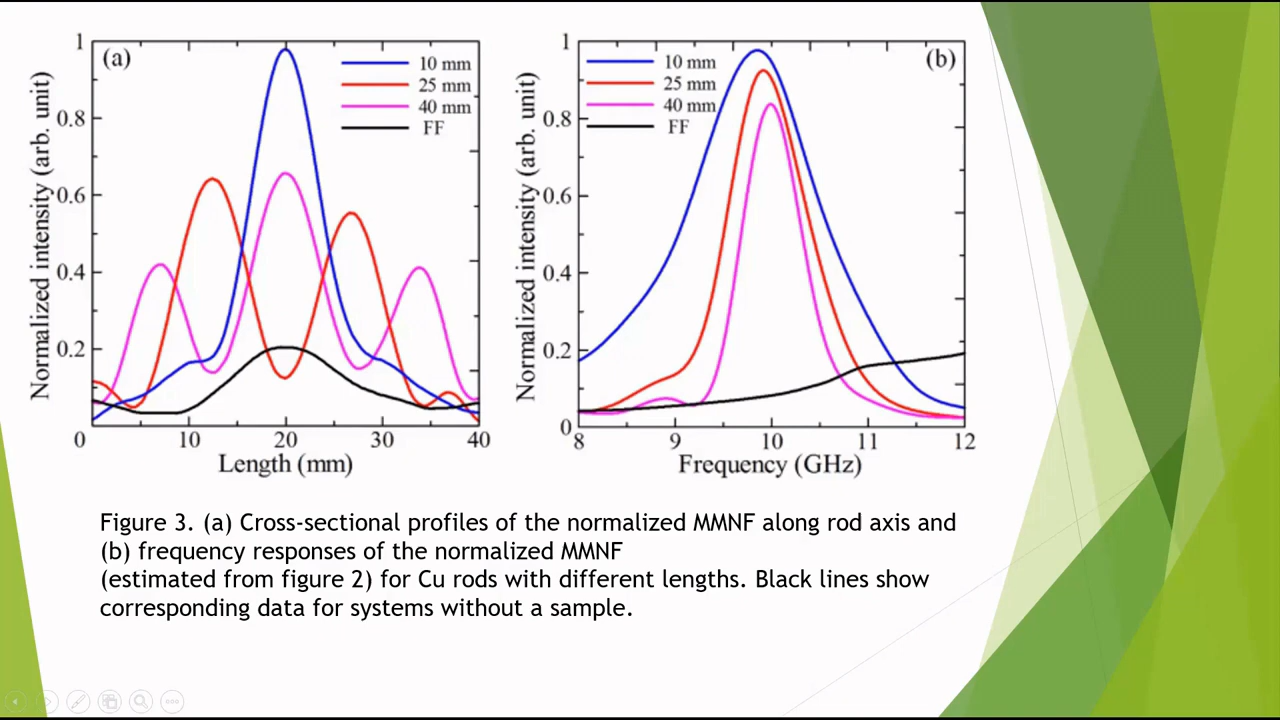 (a)
10 mm
25 mm
40 mm
FF
1
0.8
0.6
0.4
0.2
0
10
20
30
40
Normalized intensity (arb. unit)
Length (mm)
(b)
10 mm
25 mm
40 mm
FF
1
0.8
0.6
0.4
0.2
0
8
9
10
11
12
Normalized intensity (arb. unit)
Frequency (GHz)
Figure 3. (a) Cross-sectional profiles of the normalized MMNF along rod axis and
(b) frequency responses of the normalized MMNF
(estimated from figure 2) for Cu rods with different lengths. Black lines show
corresponding data for systems without a sample.